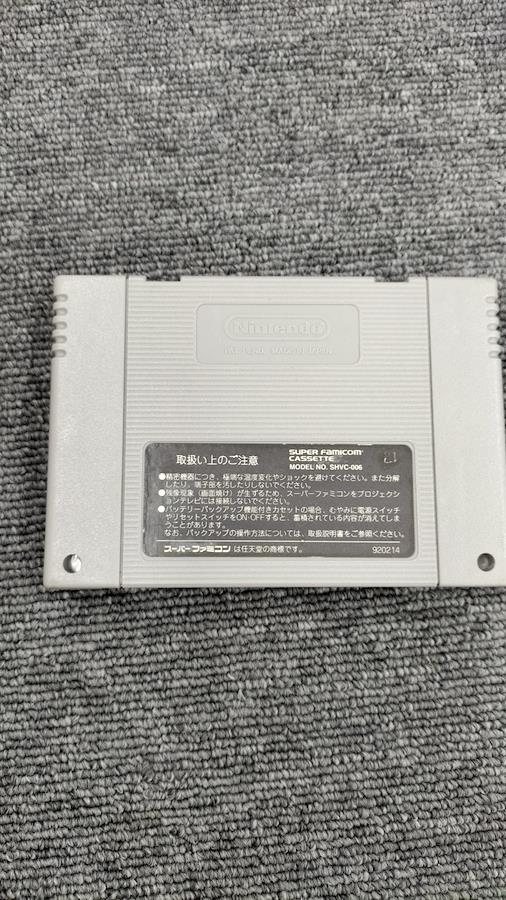 Nintendo
取扱い上のご注意
SUPER FAMICOM
CASSETTE
MODEL NO. SHVC-006
●精密機器につき、極端な温度変化やショックを避けてください。また分解
したり、端子部を汚したりしないでください。
●残像現象(画面焼け)が生ずるため、スーパーファミコンをプロジェクシ
ョンテレビには接続しないでください。
●バッテリーバックアップ機能付きカセットの場合、むやみに電源スイッチ
やリセットスイッチをON・OFFすると、蓄積されている内容が消えてしま
うことがあります。
なお、バックアップの操作方法については、取扱説明書をご参照ください。
スーパーファミコン は任天堂の商標です。
920214